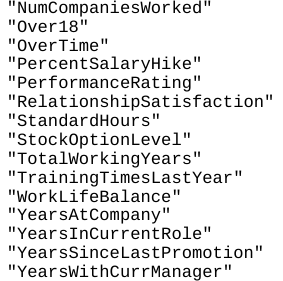 "NumCompaniesWorked"
"Over18"
"OverTime"
"PercentSalaryHike"
"PerformanceRating"
"RelationshipSatisfaction"
"StandardHours"
"StockOptionLevel"
"TotalWorkingYears"
"TrainingTimesLastYear"
"WorkLifeBalance"
"YearsAtCompany"
"YearsInCurrentRole"
"YearsSinceLastPromotion"
"YearsWithCurrManager"